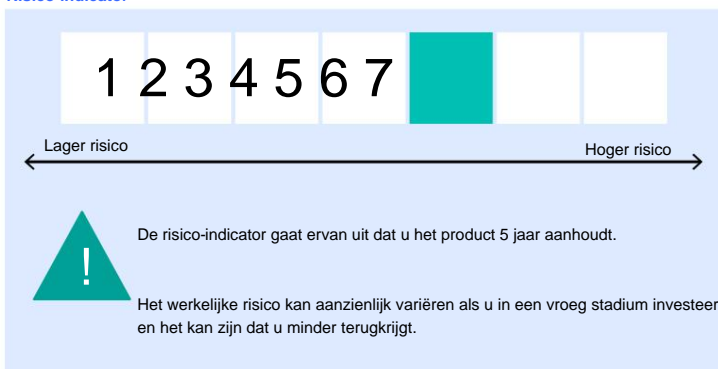 Risico-indicator
1 2 3 4 5 6 7
Lager risico
Hoger risico
!
De risico-indicator gaat ervan uit dat u het product 5 jaar aanhoudt.
Het werkelijke risico kan aanzienlijk variëren als u in een vroeg stadium investeer
en het kan zijn dat u minder terugkrijgt.